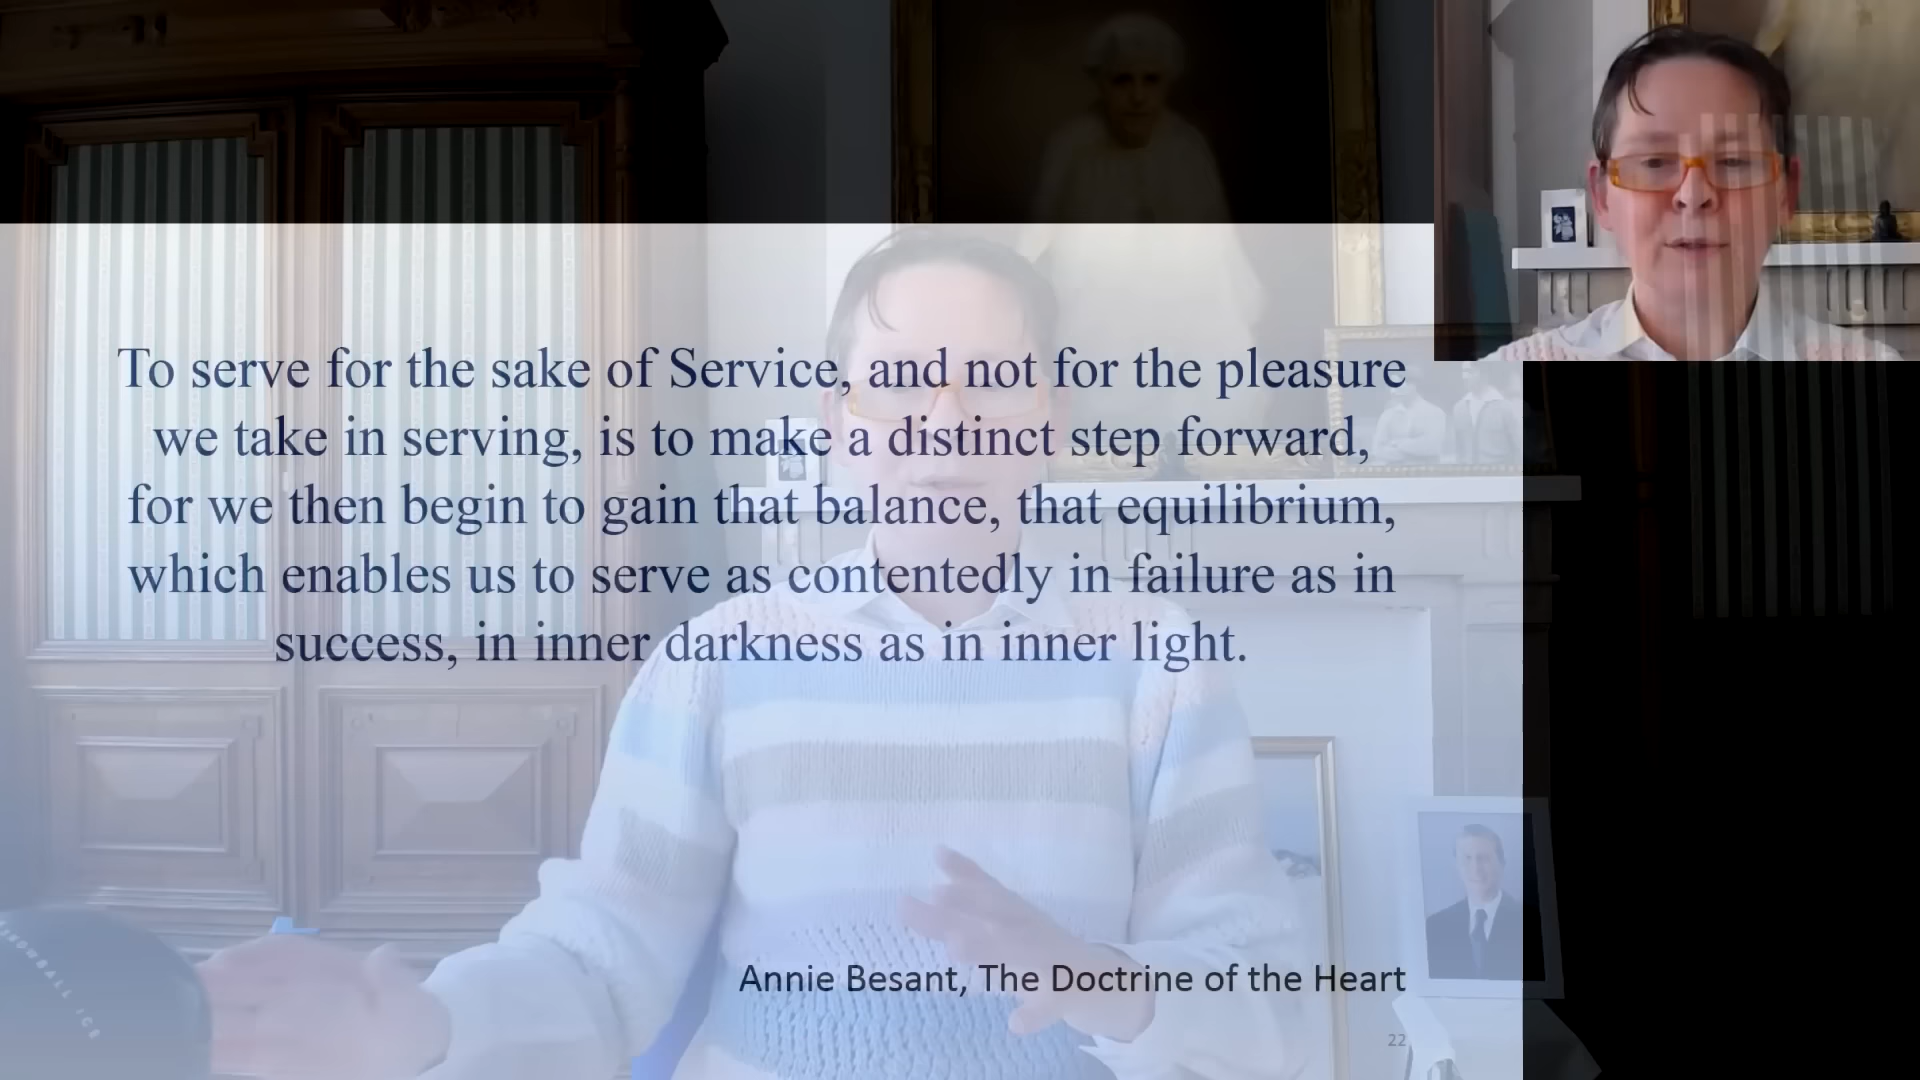 To serve for the sake of Service, and not for the pleasure
we take in serving, is to make a distinct step forward,
for we then begin to gain that balance, that equilibrium,
which enables us to serve as contentedly in failure as in
success, in inner darkness as in inner light.
Annie Besant, The Doctrine of the Heart
22
SNOWBALL ICE